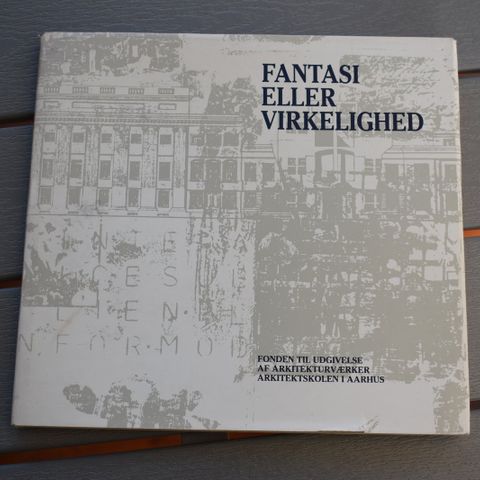 FANTASI
ELLER
VIRKELIGHED
FONDEN TIL UDGIVELSE
AF ARKITEKTURVÆRKER
ARKITEKTSKOLEN I AARHUS